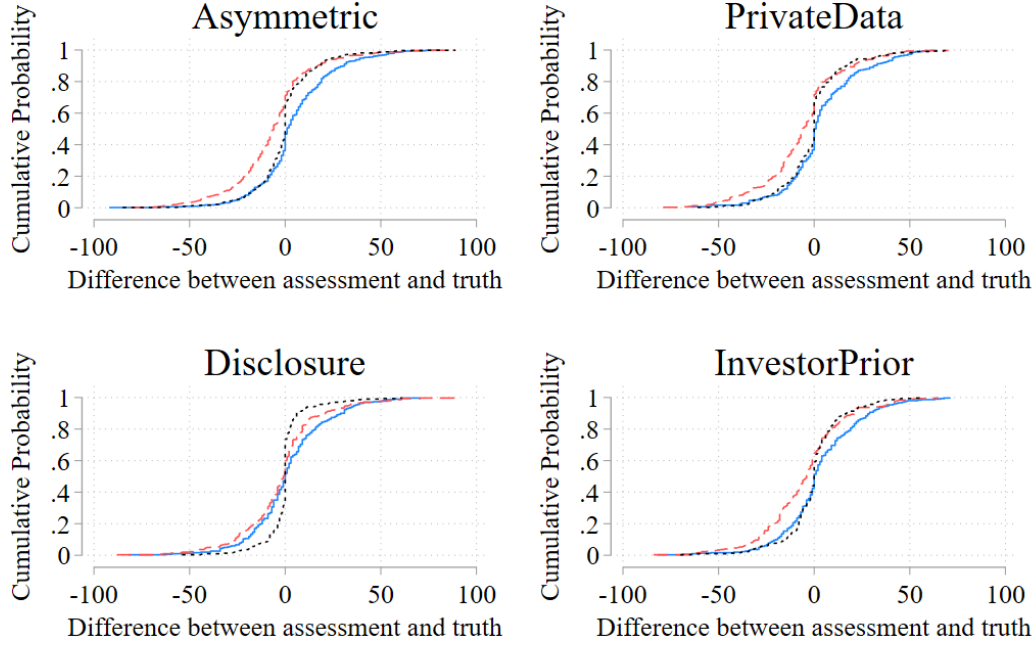 Asymmetric
Cumulative Probability
1
.8
.6
.4
.2
0
-100 -50 0 50 100
Difference between assessment and truth
PrivateData
Cumulative Probability
1
.8
.6
.4
.2
0
-100 -50 0 50 100
Difference between assessment and truth
Disclosure
Cumulative Probability
1
.8
.6
.4
.2
0
-100 -50 0 50 100
Difference between assessment and truth
InvestorPrior
Cumulative Probability
1
.8
.6
.4
.2
0
-100 -50 0 50 100
Difference between assessment and truth